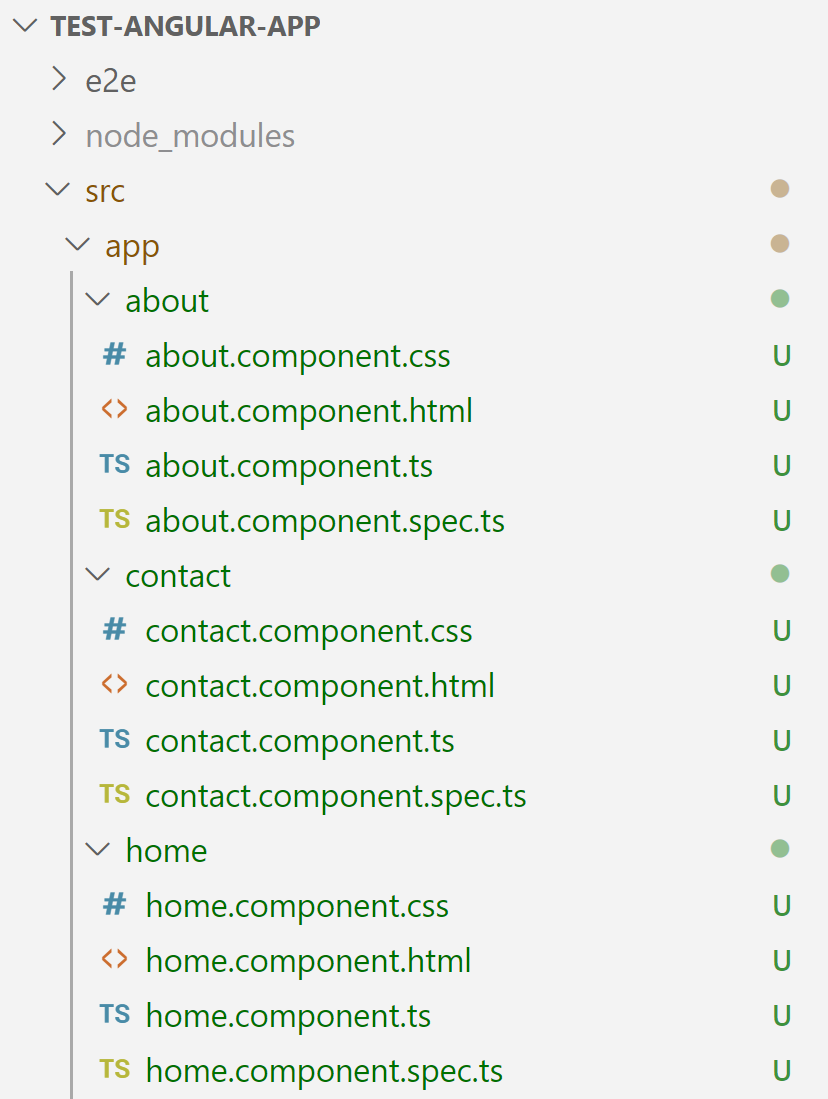 TEST-ANGULAR-APP
e2e
node_modules
src
app
about
# about.component.css U
<> about.component.html U
TS about.component.ts U
TS about.component.spec.ts U
contact
# contact.component.css U
<> contact.component.html U
TS contact.component.ts U
TS contact.component.spec.ts U
home
# home.component.css U
<> home.component.html U
TS home.component.ts U
TS home.component.spec.ts U